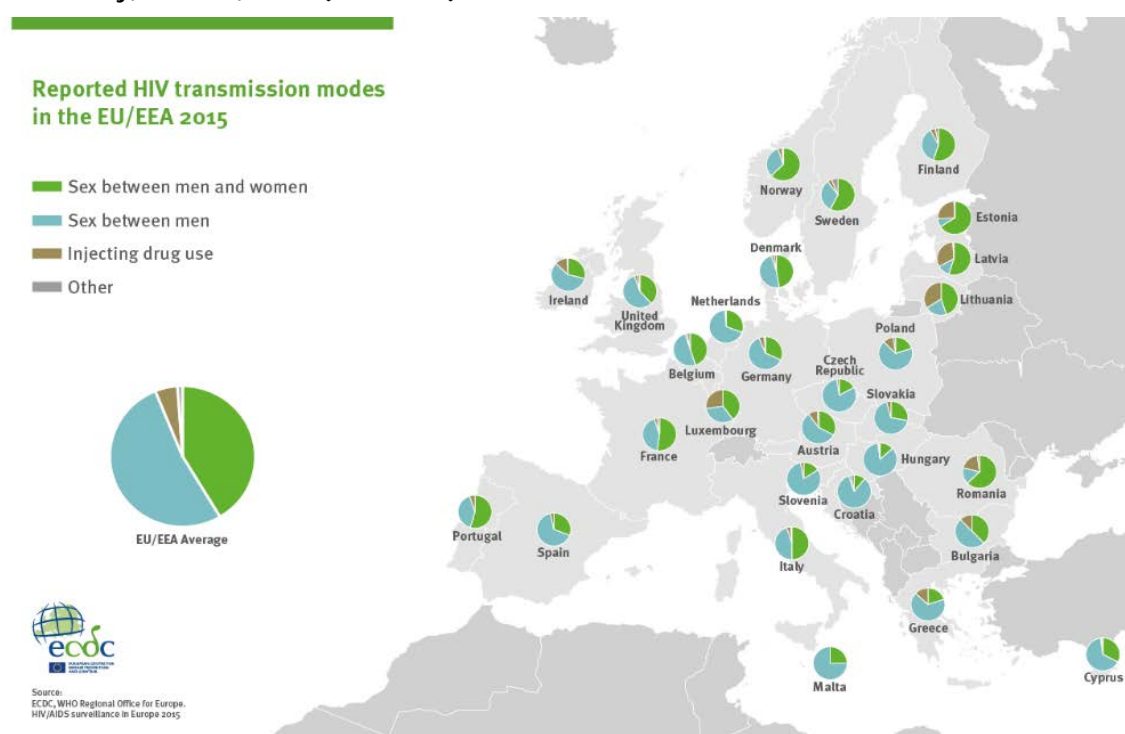 Reported HIV transmission modes
in the EU/EEA 2015
Sex between men and women
Sex between men
Injecting drug use
Other
EU/EEA Average
Finland
Norway
Sweden
Estonia
Latvia
Lithuania
Denmark
Ireland
United
Kingdom
Netherlands
Poland
Belgium
Germany
Czech
Republic
Slovakia
Luxembourg
Austria
France
Hungary
Slovenia
Croatia
Romania
Portugal
Spain
Italy
Bulgaria
Greece
Malta
Cyprus
ecdc
Source:
ECDC, WHO Regional Office for Europe.
HIV/AIDS surveillance in Europe 2015